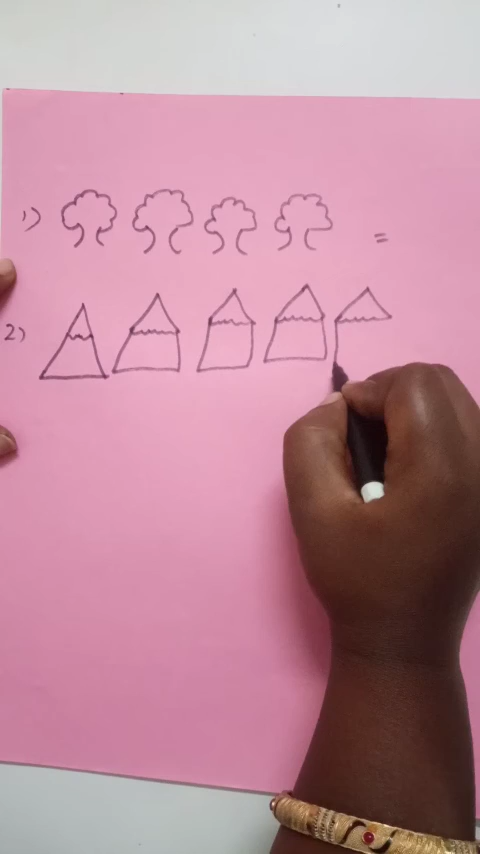 1) =
2)